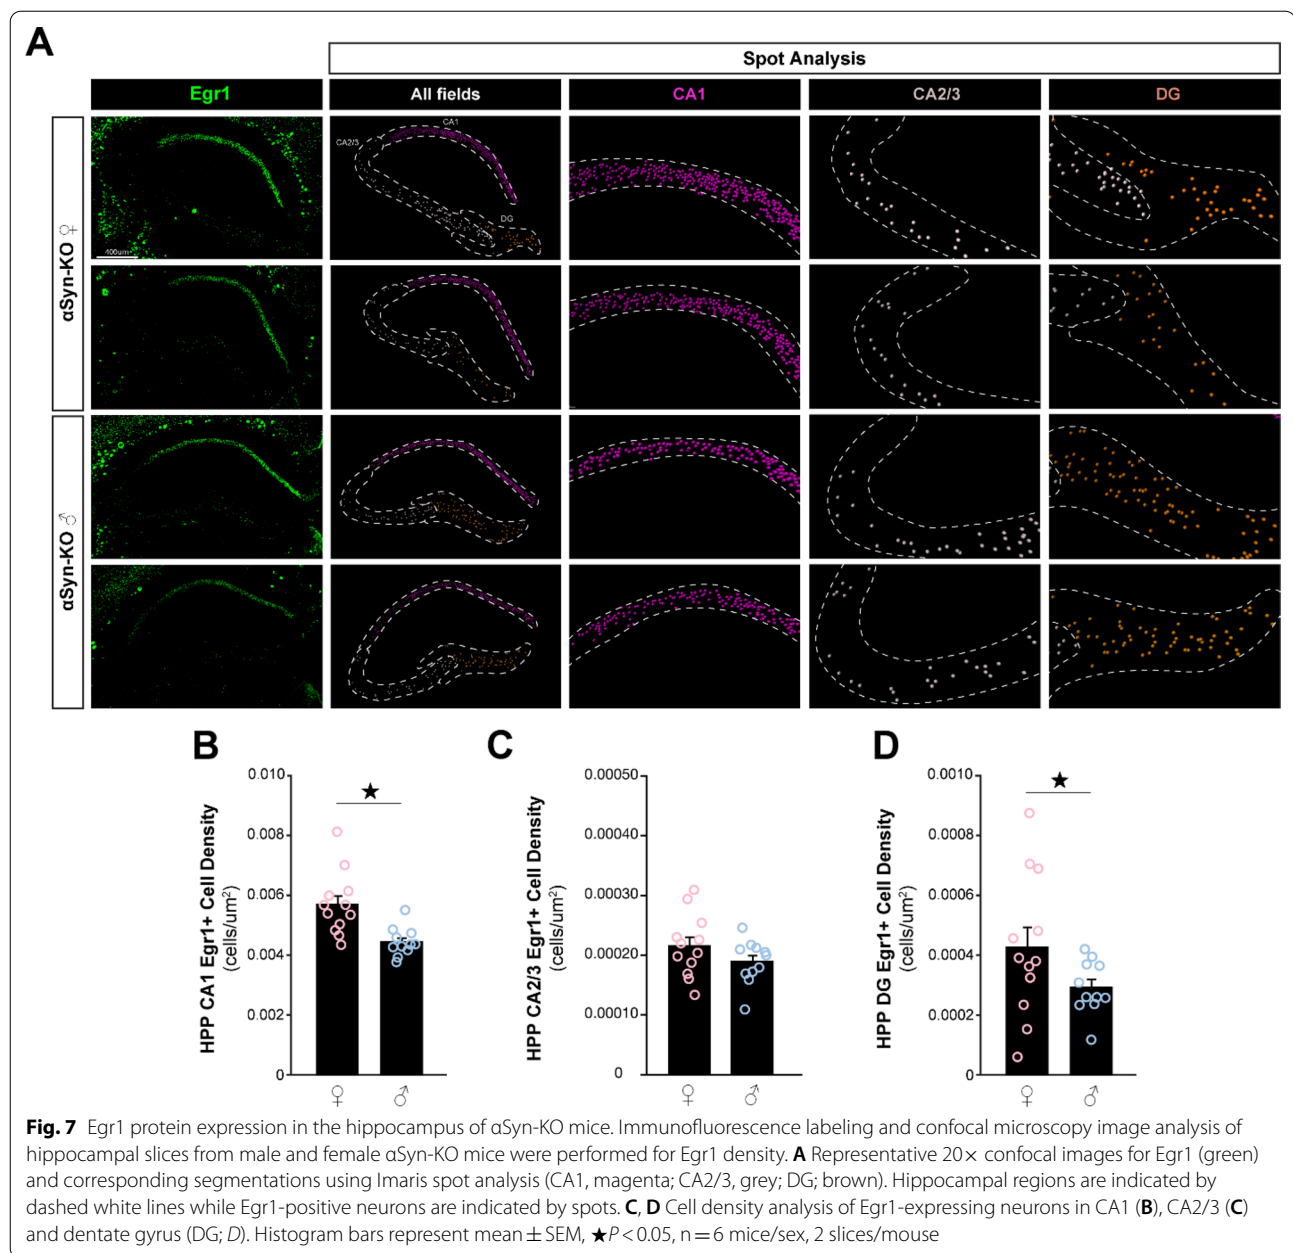 A
Spot Analysis
Egr1
All fields
CA1
CA2/3
DG
αSyn-KO ♀
400um
CA2/3
CA1
DG
αSyn-KO ♂
B
HPP CA1 Egr1+ Cell Density
(cells/um²)
0.010
0.008
0.006
0.004
0.002
0
★
♀
♂
C
HPP CA2/3 Egr1+ Cell Density
(cells/um²)
0.00050
0.00040
0.00030
0.00020
0.00010
0
♀
♂
D
HPP DG Egr1+ Cell Density
(cells/um²)
0.0010
0.0008
0.0006
0.0004
0.0002
0
★
♀
♂
Fig. 7 Egr1 protein expression in the hippocampus of αSyn-KO mice. Immunofluorescence labeling and confocal microscopy image analysis of
hippocampal slices from male and female αSyn-KO mice were performed for Egr1 density. A Representative 20× confocal images for Egr1 (green)
and corresponding segmentations using Imaris spot analysis (CA1, magenta; CA2/3, grey; DG; brown). Hippocampal regions are indicated by
dashed white lines while Egr1-positive neurons are indicated by spots. C, D Cell density analysis of Egr1-expressing neurons in CA1 (B), CA2/3 (C)
and dentate gyrus (DG; D). Histogram bars represent mean ± SEM, ★P < 0.05, n = 6 mice/sex, 2 slices/mouse